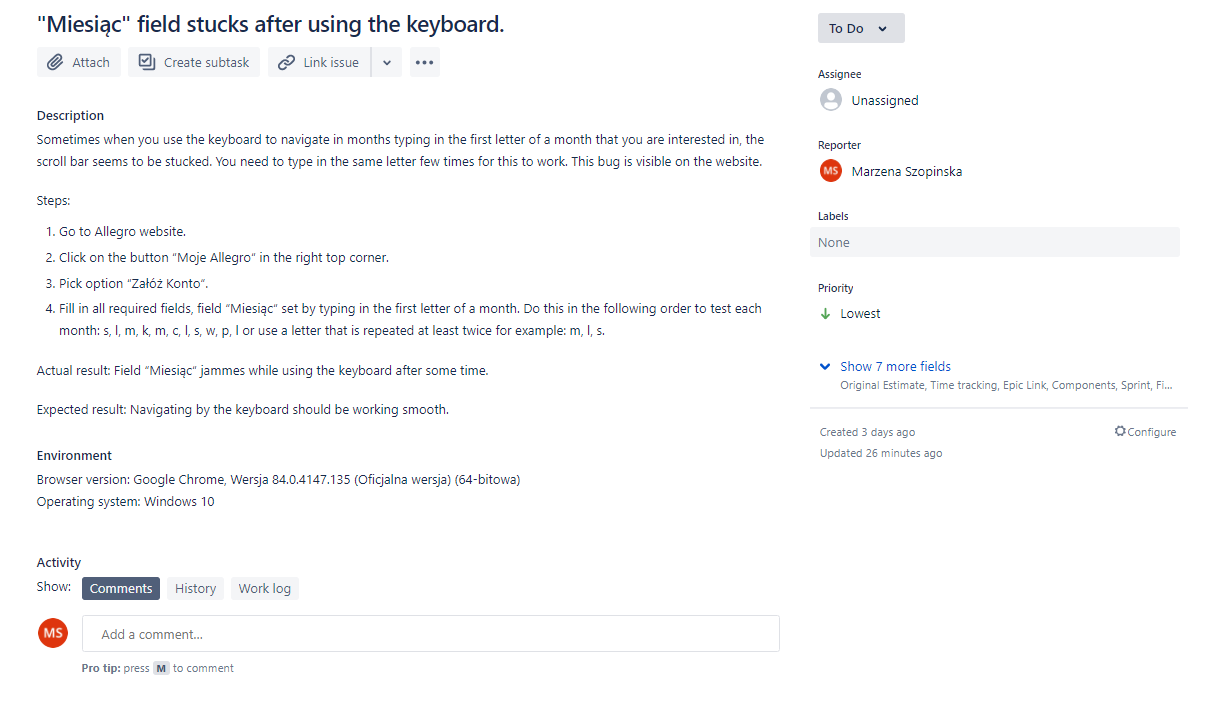 "Miesiąc" field stucks after using the keyboard.
Attach
Create subtask
Link issue
Description
Sometimes when you use the keyboard to navigate in months typing in the first letter of a month that you are interested in, the
scroll bar seems to be stucked. You need to type in the same letter few times for this to work. This bug is visible on the website.
Steps:
1. Go to Allegro website.
2. Click on the button “Moje Allegro” in the right top corner.
3. Pick option “Załóż Konto”.
4. Fill in all required fields, field “Miesiąc” set by typing in the first letter of a month. Do this in the following order to test each
month: s, l, m, k, m, c, l, s, w, p, l or use a letter that is repeated at least twice for example: m, l, s.
Actual result: Field “Miesiąc” jammes while using the keyboard after some time.
Expected result: Navigating by the keyboard should be working smooth.
Environment
Browser version: Google Chrome, Wersja 84.0.4147.135 (Oficjalna wersja) (64-bitowa)
Operating system: Windows 10
Activity
Show:
Comments
History
Work log
MS
Add a comment...
Pro tip: press M to comment
To Do
Assignee
Unassigned
Reporter
MS
Marzena Szopinska
Labels
None
Priority
Lowest
Show 7 more fields
Original Estimate, Time tracking, Epic Link, Components, Sprint, Fi...
Created 3 days ago
Configure
Updated 26 minutes ago